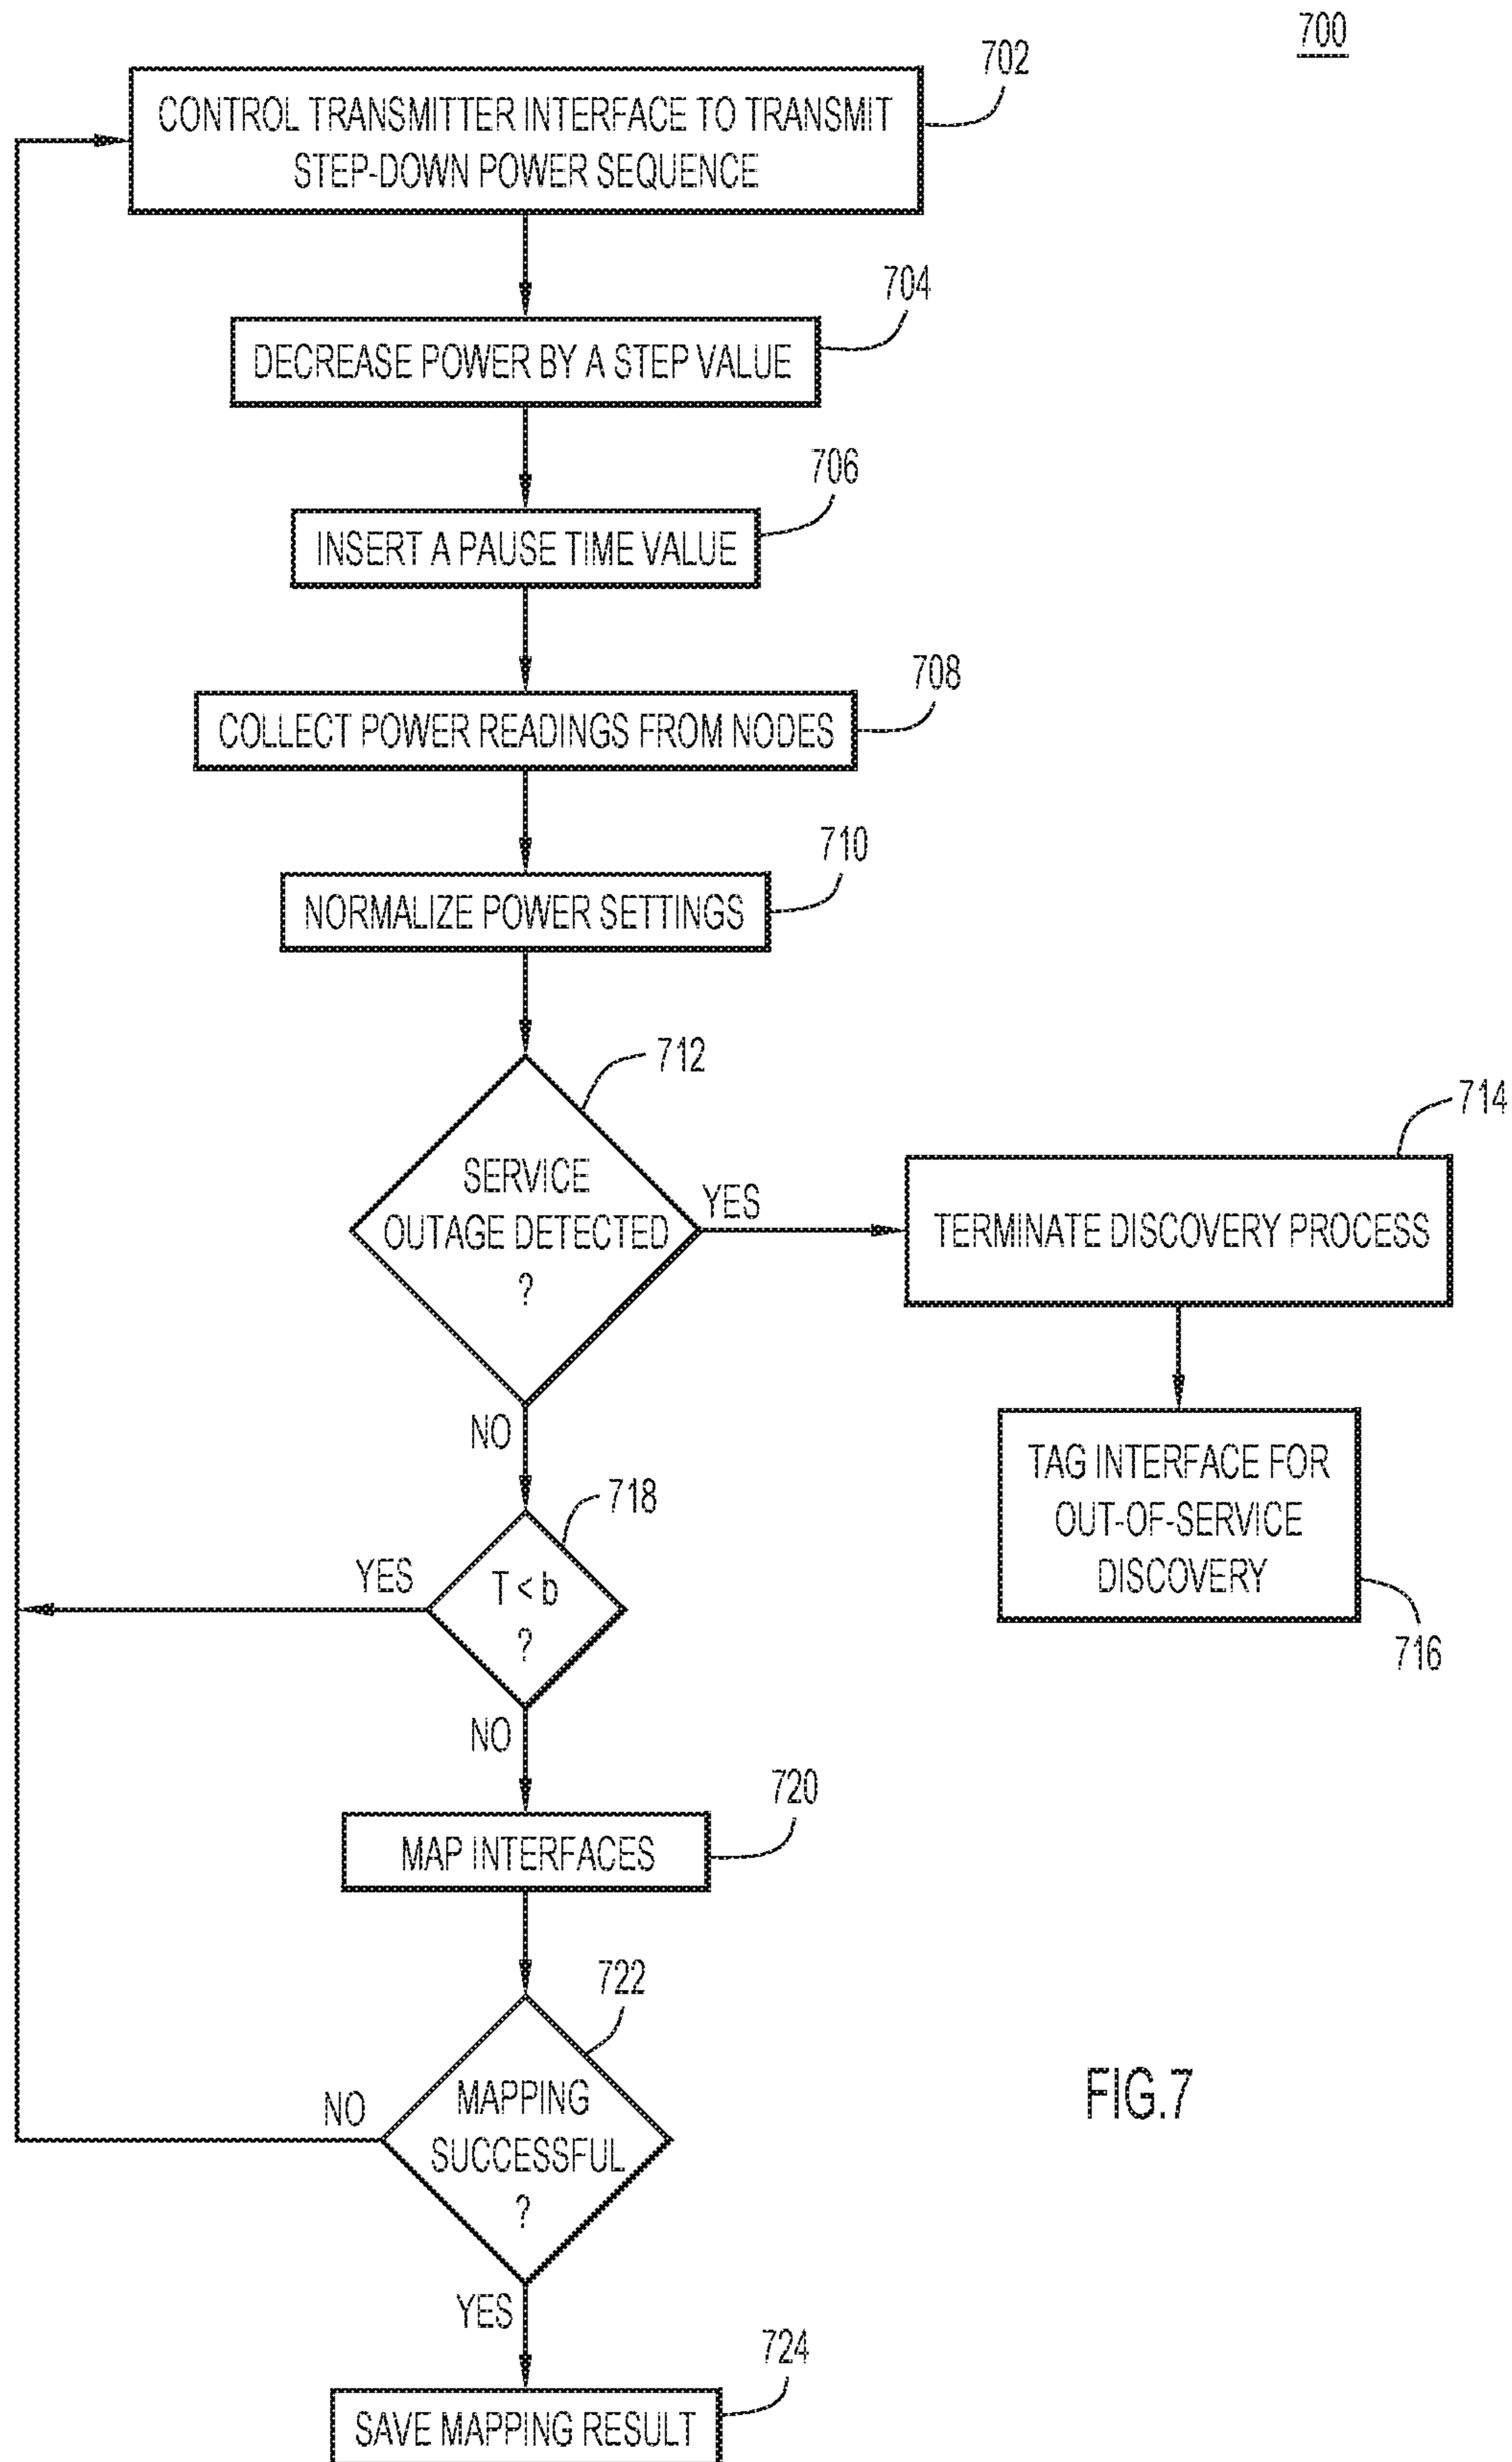 700
702
CONTROL TRANSMITTER INTERFACE TO TRANSMIT
STEP-DOWN POWER SEQUENCE
704
DECREASE POWER BY A STEP VALUE
706
INSERT A PAUSE TIME VALUE
708
COLLECT POWER READINGS FROM NODES
710
NORMALIZE POWER SETTINGS
712
SERVICE
OUTAGE DETECTED
?
YES
714
TERMINATE DISCOVERY PROCESS
NO
TAG INTERFACE FOR
OUT-OF-SERVICE
DISCOVERY
716
718
T < b
?
YES
NO
720
MAP INTERFACES
722
MAPPING
SUCCESSFUL
?
NO
YES
724
SAVE MAPPING RESULT
FIG.7